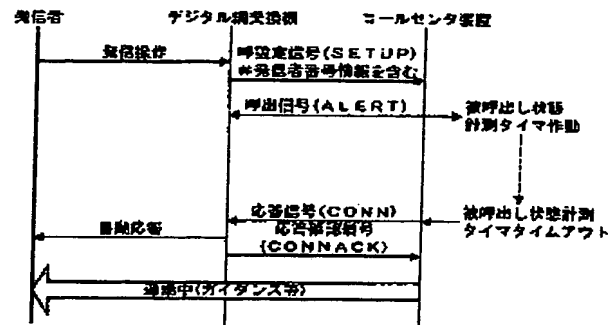 発信者
デジタル網交換機
コールセンタ装置
発信操作
呼設定信号(SETUP)
※発信者番号情報を含む
呼出信号(ALERT)
被呼出し状態
計測タイマ作動
応答信号(CONN)
被呼出し状態計測
タイマタイムアウト
自動応答
応答確認信号
(CONNACK)
通話中(ガイダンス等)